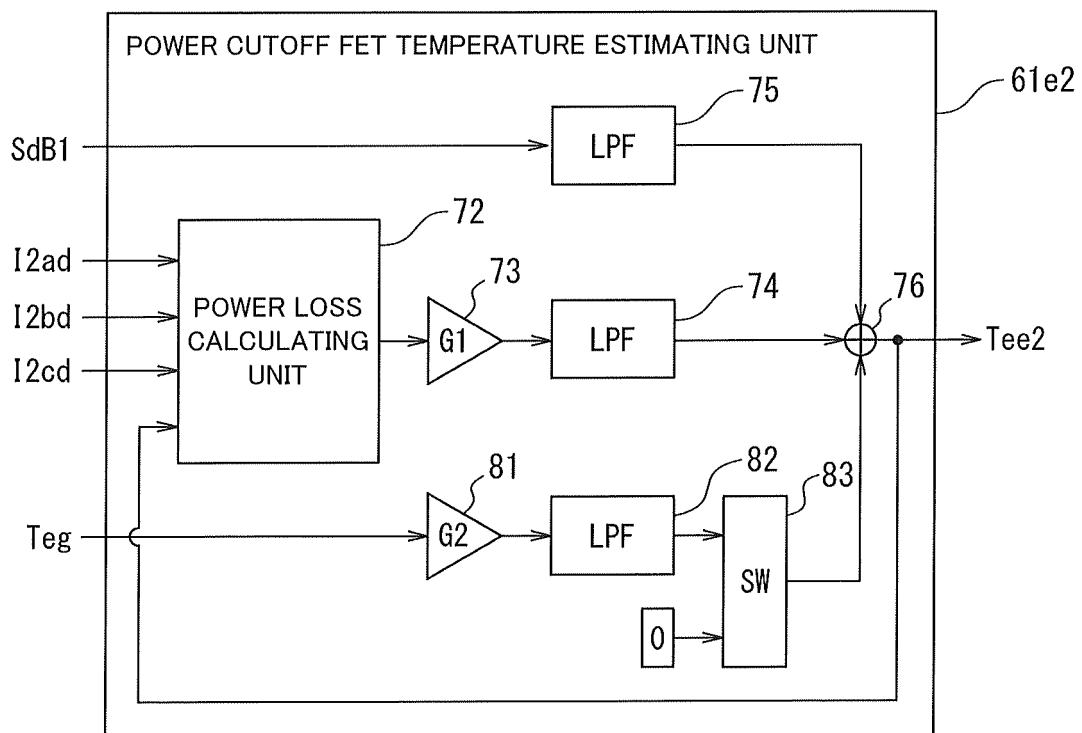 POWER CUTOFF FET TEMPERATURE ESTIMATING UNIT
61e2
75
SdB1
LPF
72
I2ad
I2bd
I2cd
POWER LOSS
CALCULATING
UNIT
73
G1
74
LPF
76
Tee2
81
82
83
Teg
G2
LPF
SW
0